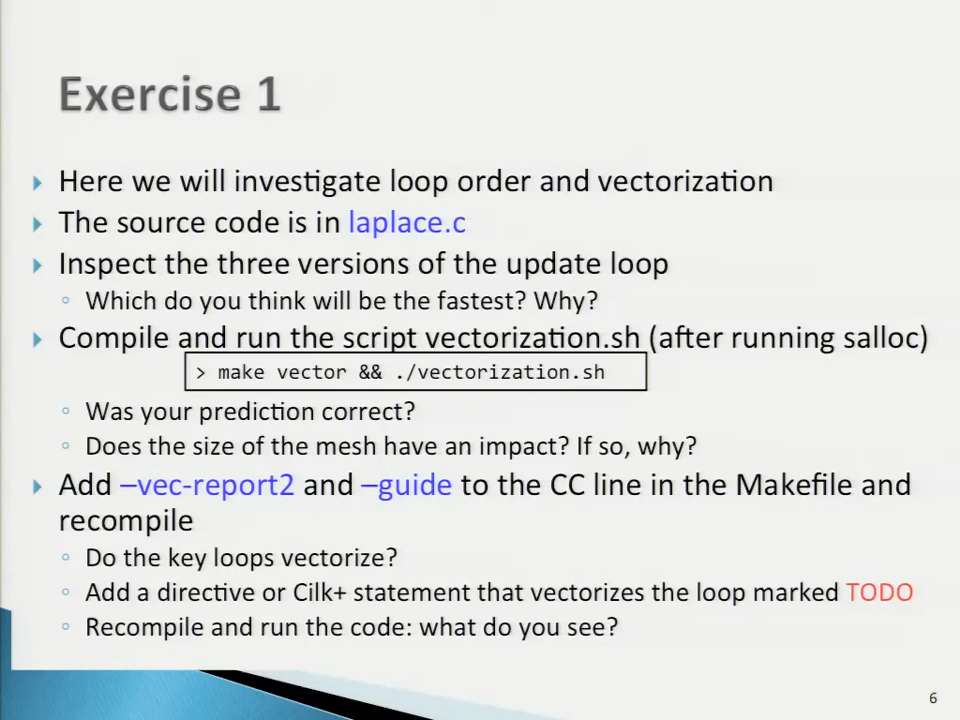 Exercise 1
Here we will investigate loop order and vectorization
The source code is in laplace.c
Inspect the three versions of the update loop
Which do you think will be the fastest? Why?
Compile and run the script vectorization.sh (after running salloc)
> make vector && ./vectorization.sh
Was your prediction correct?
Does the size of the mesh have an impact? If so, why?
Add –vec-report2 and –guide to the CC line in the Makefile and
recompile
Do the key loops vectorize?
Add a directive or Cilk+ statement that vectorizes the loop marked TODO
Recompile and run the code: what do you see?
6